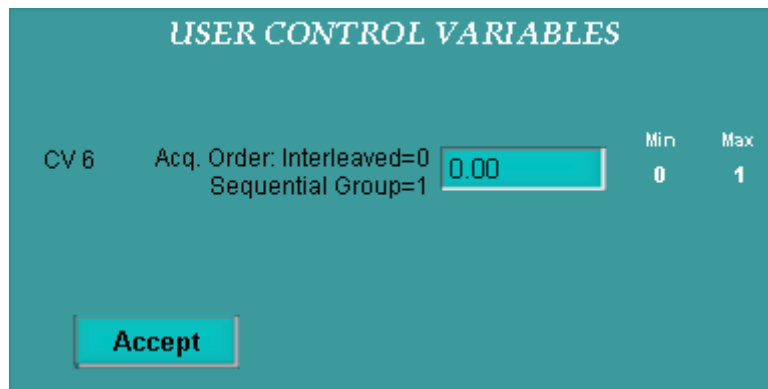 USER CONTROL VARIABLES
Min Max
CV 6 Acq. Order: Interleaved=0 0.00 0 1
Sequential Group=1
Accept